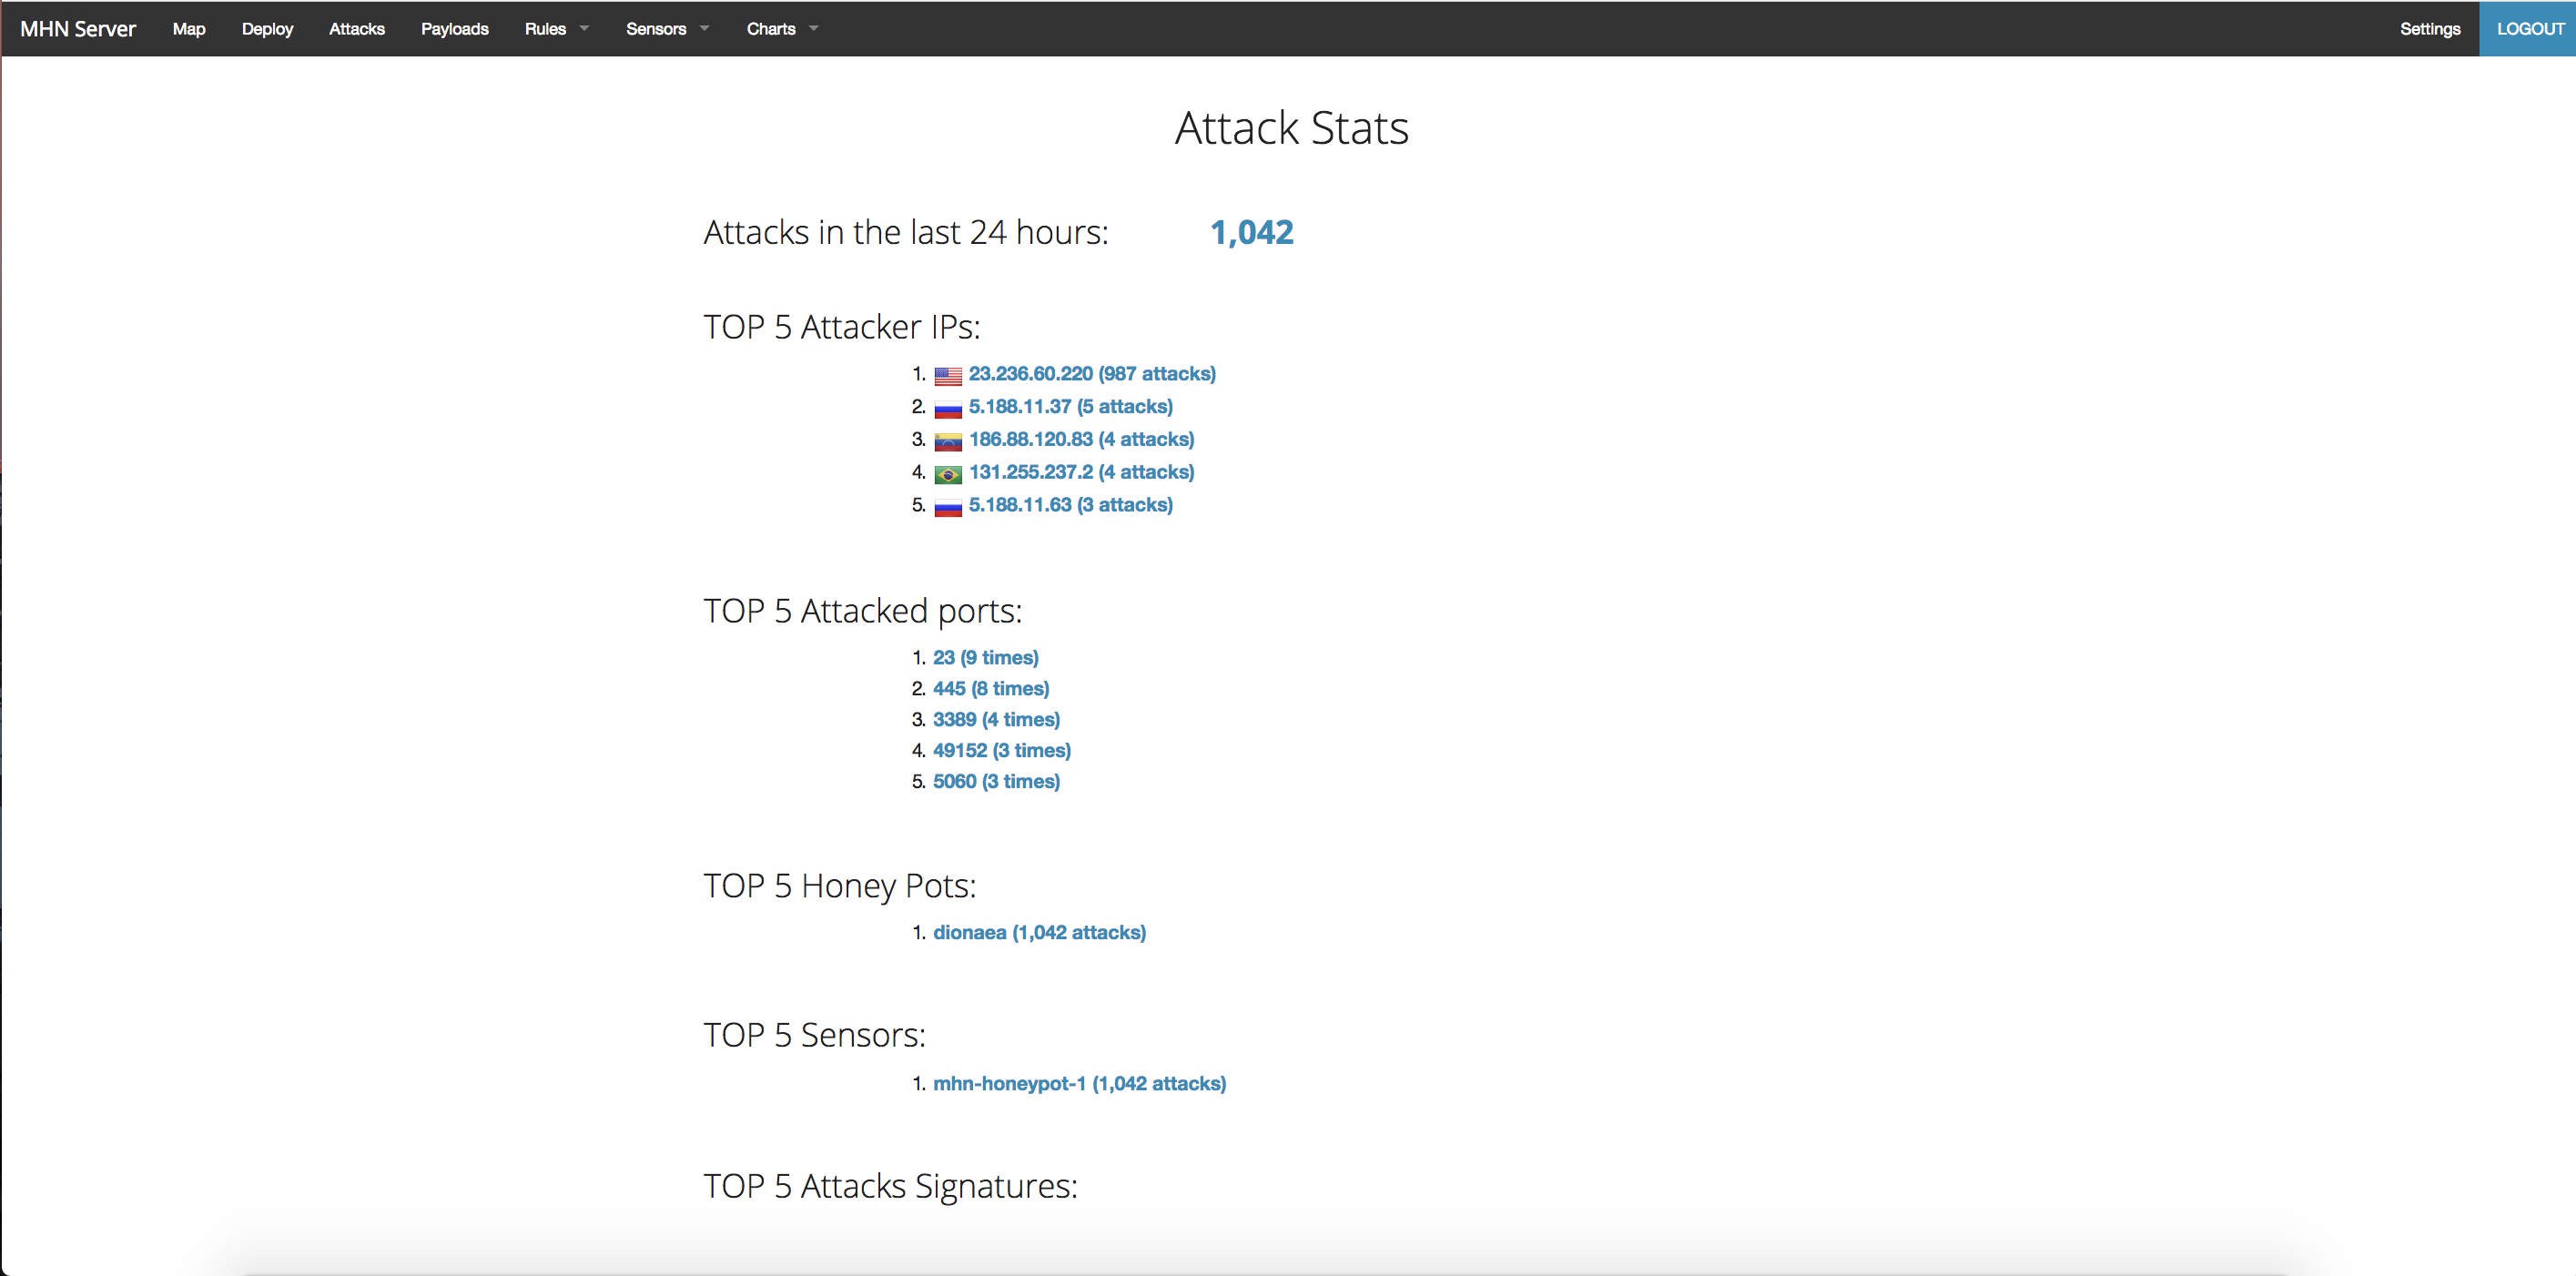 MHN Server Map Deploy Attacks Payloads Rules Sensors Charts Settings LOGOUT
Attack Stats
Attacks in the last 24 hours: 1,042
TOP 5 Attacker IPs:
1. 23.236.60.220 (987 attacks)
2. 5.188.11.37 (5 attacks)
3. 186.88.120.83 (4 attacks)
4. 131.255.237.2 (4 attacks)
5. 5.188.11.63 (3 attacks)
TOP 5 Attacked ports:
1. 23 (9 times)
2. 445 (8 times)
3. 3389 (4 times)
4. 49152 (3 times)
5. 5060 (3 times)
TOP 5 Honey Pots:
1. dionaea (1,042 attacks)
TOP 5 Sensors:
1. mhn-honeypot-1 (1,042 attacks)
TOP 5 Attacks Signatures: